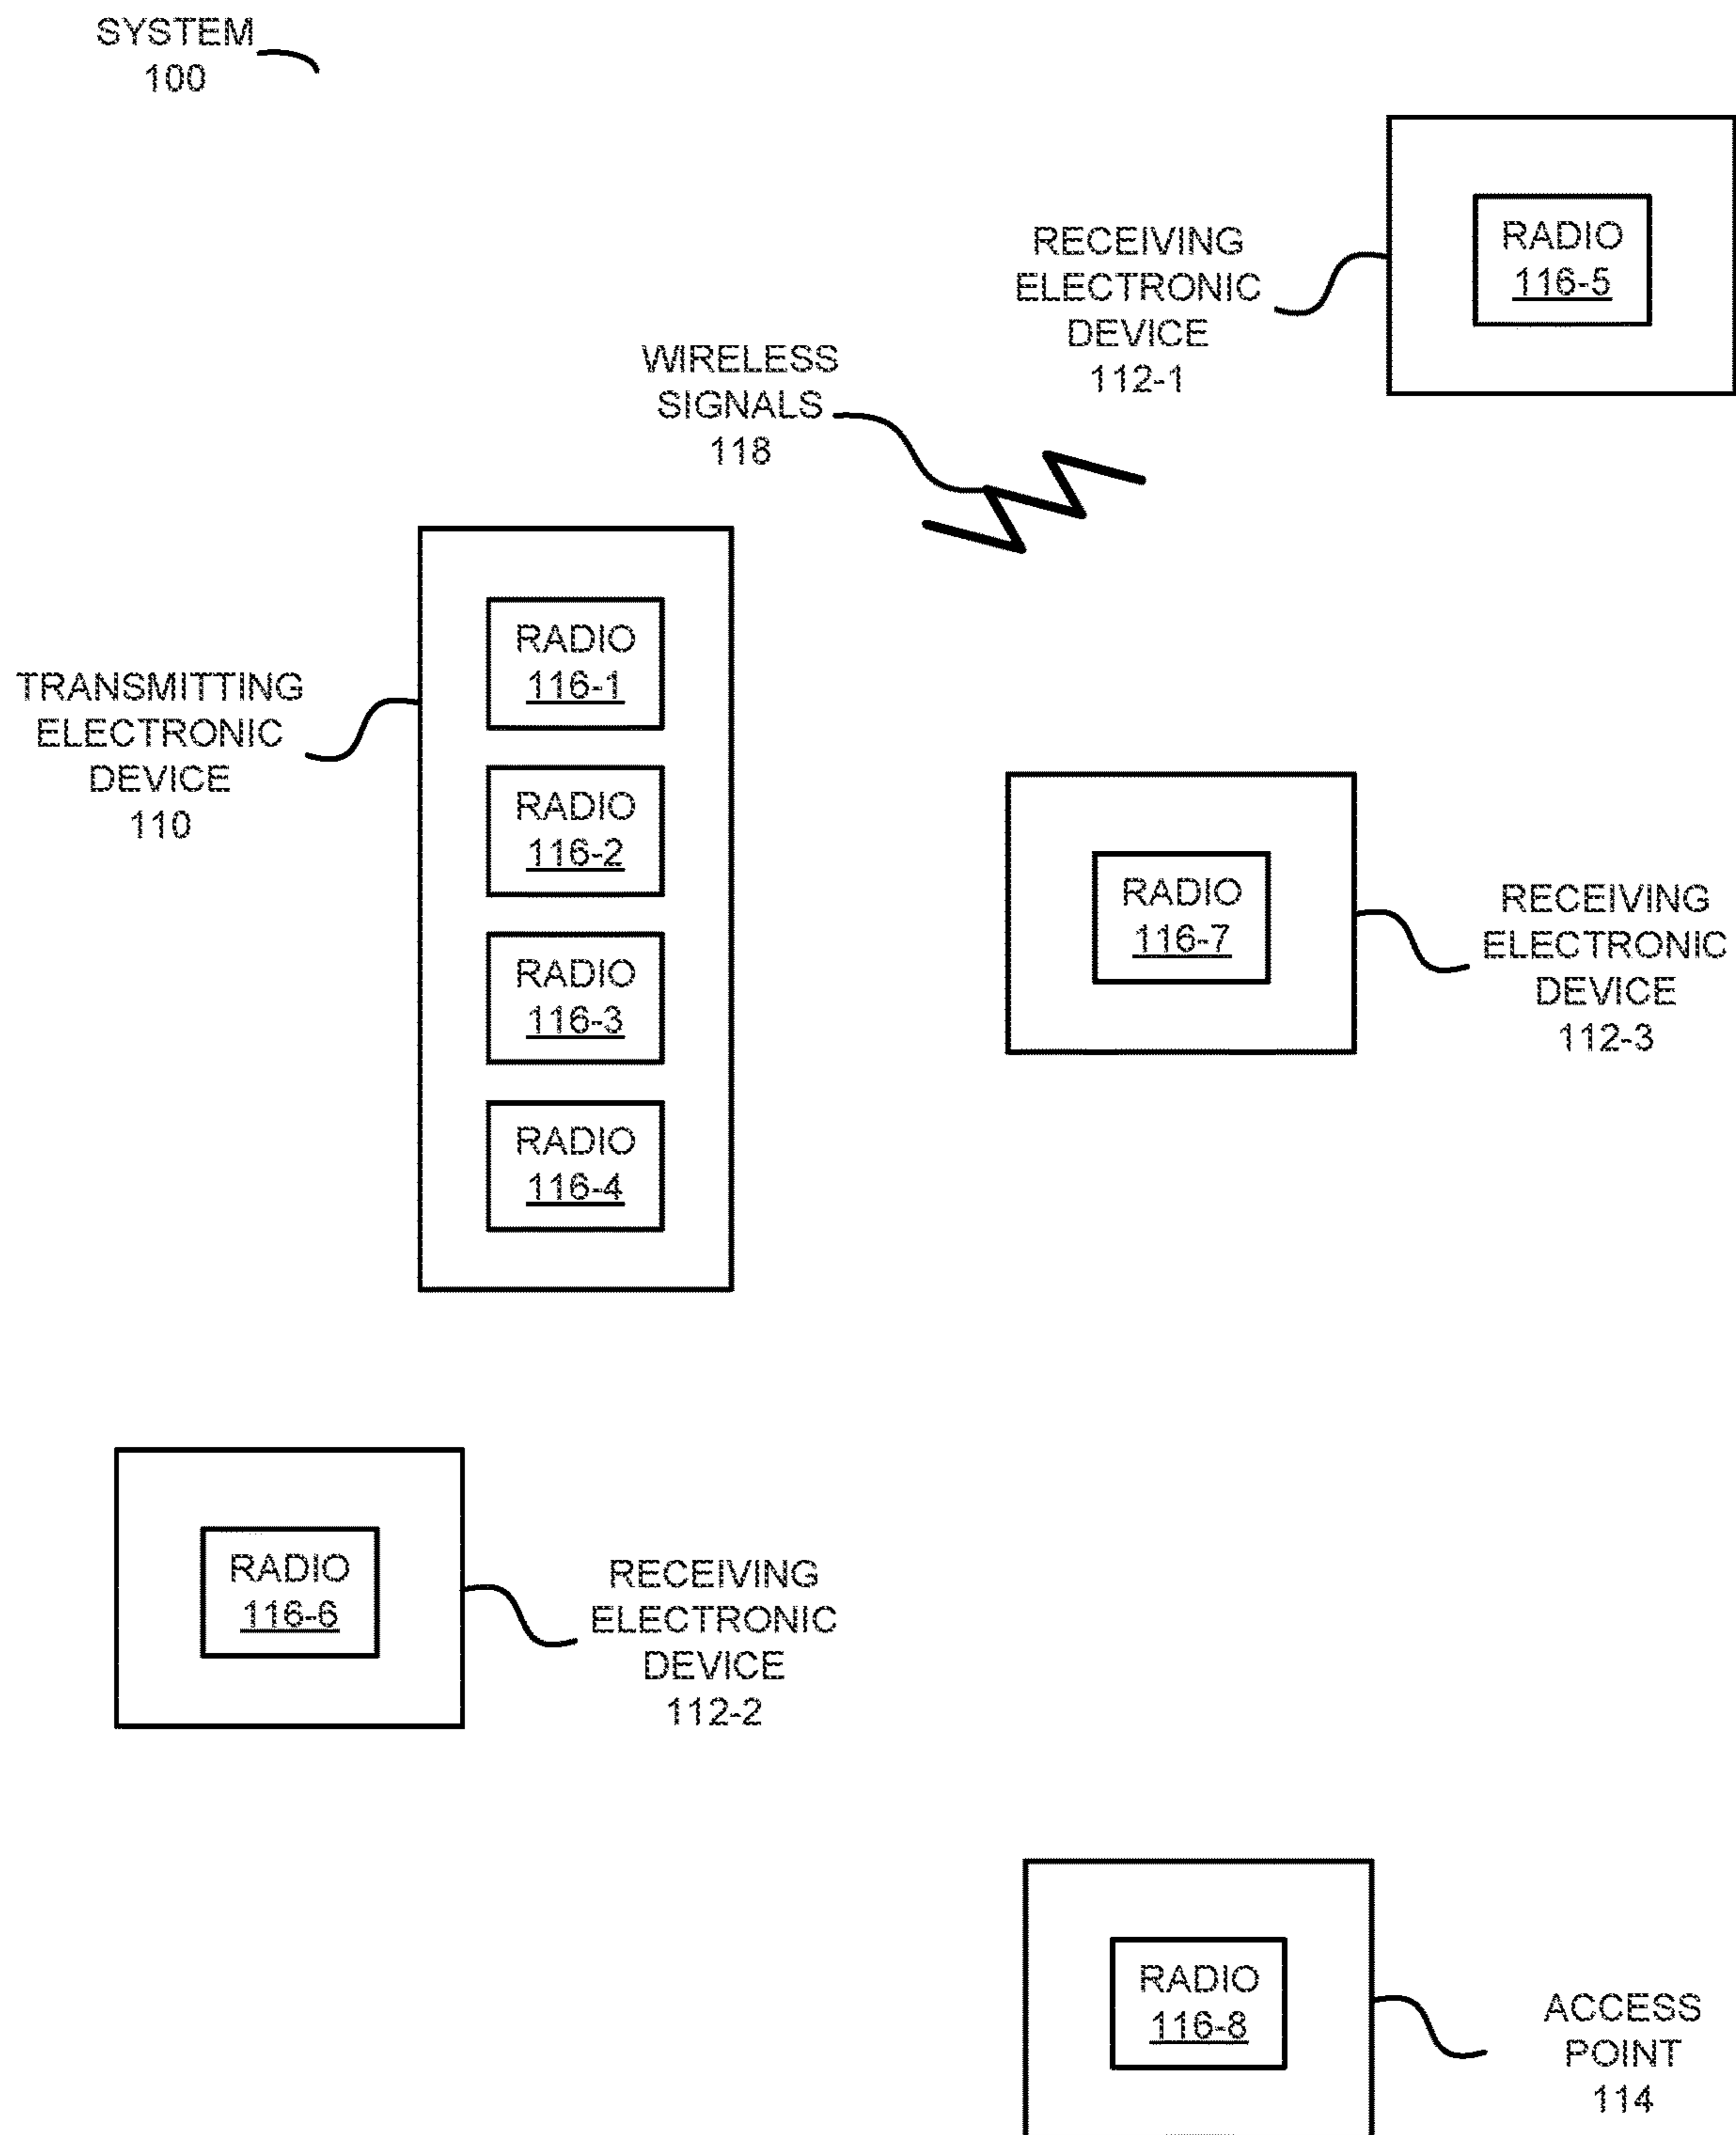 SYSTEM
100
RADIO
116-5
RECEIVING
ELECTRONIC
DEVICE
112-1
WIRELESS
SIGNALS
118
RADIO
116-1
TRANSMITTING
ELECTRONIC
DEVICE
110
RADIO
116-2
RADIO
116-3
RADIO
116-4
RADIO
116-7
RECEIVING
ELECTRONIC
DEVICE
112-3
RADIO
116-6
RECEIVING
ELECTRONIC
DEVICE
112-2
RADIO
116-8
ACCESS
POINT
114